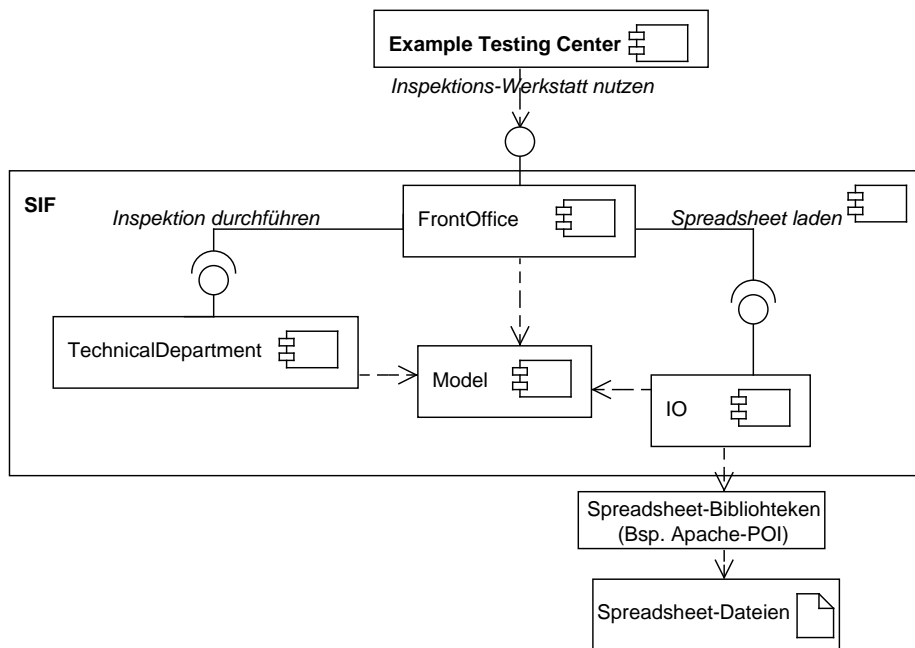 Example Testing Center
Inspektions-Werkstatt nutzen
SIF
FrontOffice
Inspektion durchführen
Spreadsheet laden
TechnicalDepartment
Model
IO
Spreadsheet-Bibliohteken
(Bsp. Apache-POI)
Spreadsheet-Dateien